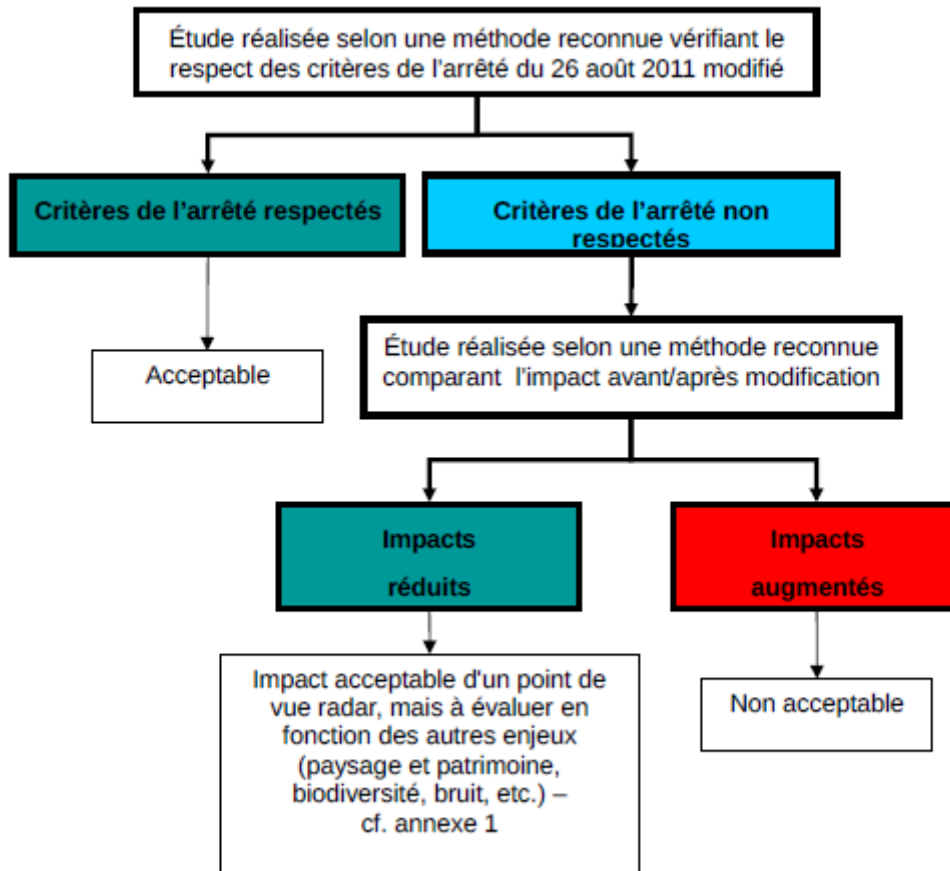 Étude réalisée selon une méthode reconnue vérifiant le
respect des critères de l'arrêté du 26 août 2011 modifié
Critères de l'arrêté respectés
Critères de l'arrêté non
respectés
Acceptable
Étude réalisée selon une méthode reconnue
comparant l'impact avant/après modification
Impacts
réduits
Impacts
augmentés
Impact acceptable d'un point de
vue radar, mais à évaluer en
fonction des autres enjeux
(paysage et patrimoine,
biodiversité, bruit, etc.) –
cf. annexe 1
Non acceptable